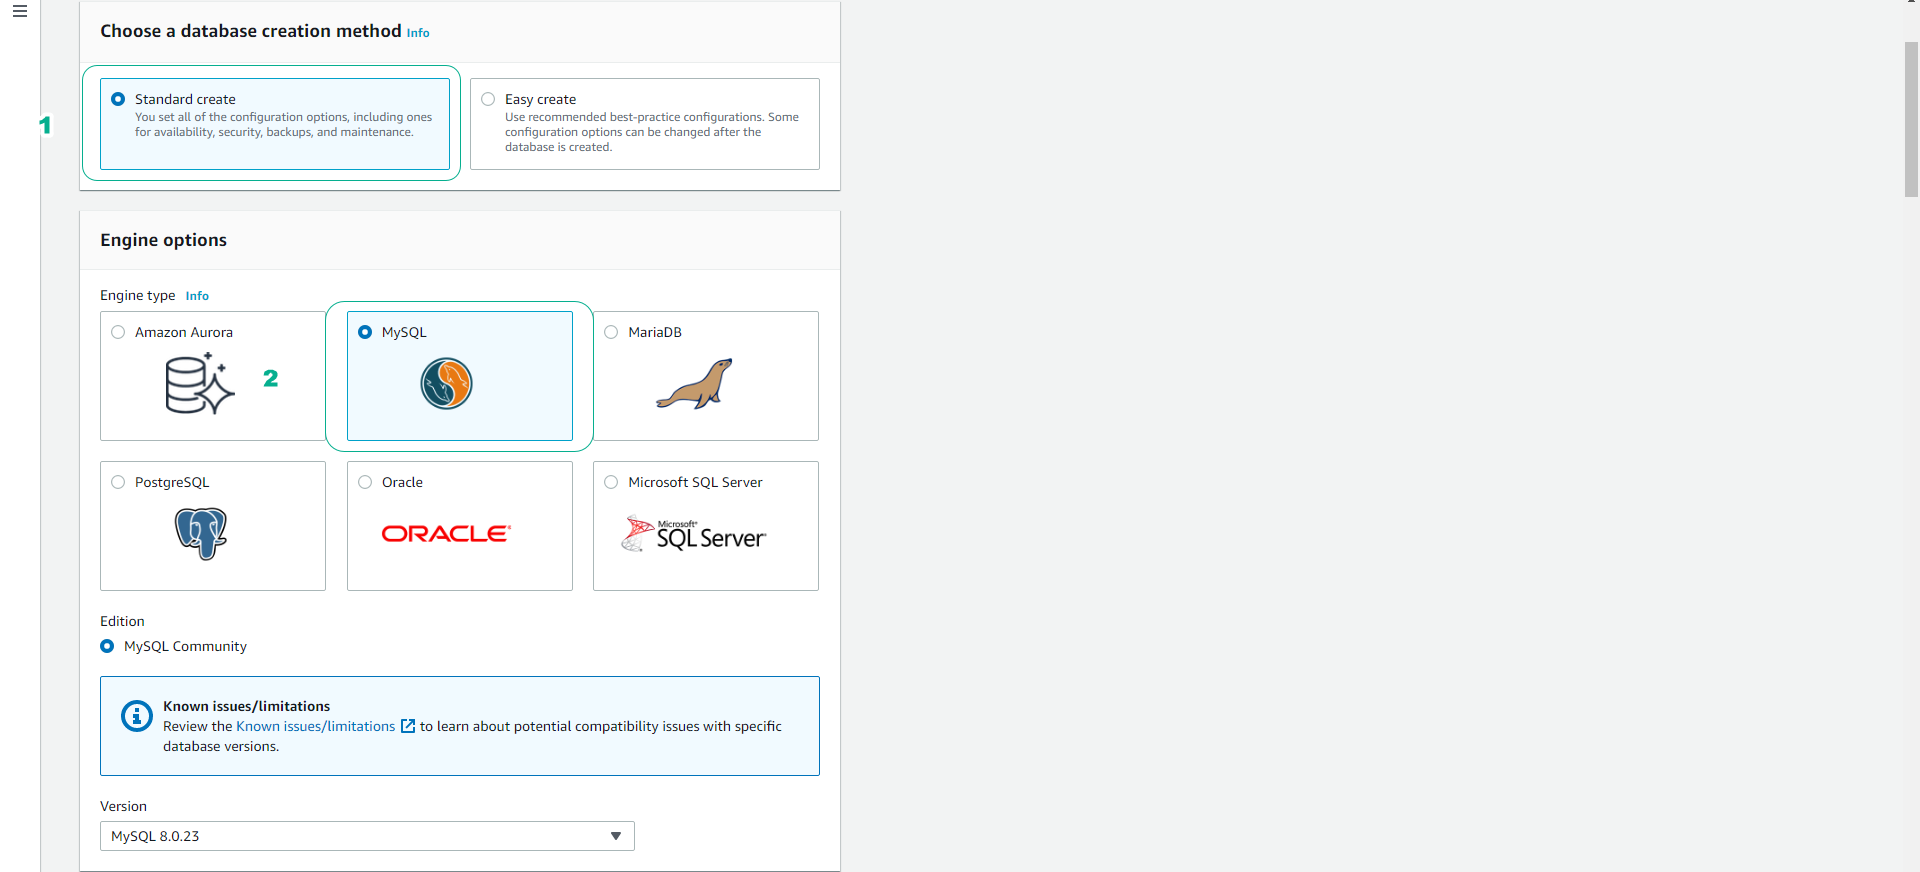 Choose a database creation method Info
1
Standard create
You set all of the configuration options, including ones
for availability, security, backups, and maintenance.
Easy create
Use recommended best-practice configurations. Some
configuration options can be changed after the
database is created.
Engine options
Engine type Info
Amazon Aurora
2
MySQL
MariaDB
PostgreSQL
Oracle
ORACLE
Microsoft SQL Server
Microsoft®
SQL Server
Edition
MySQL Community
Known issues/limitations
Review the Known issues/limitations to learn about potential compatibility issues with specific
database versions.
Version
MySQL 8.0.23